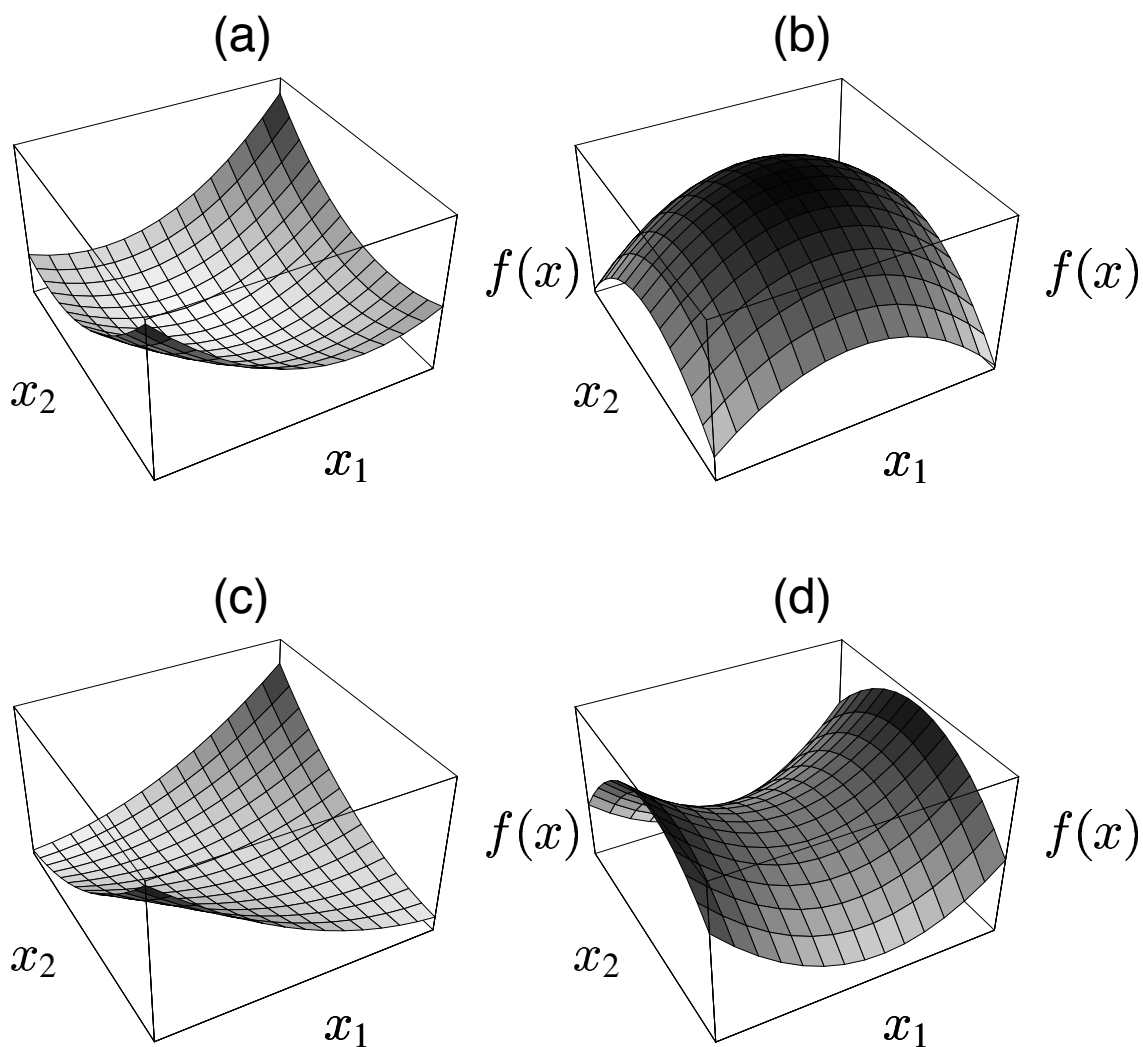 (a)
(b)
f(x)
f(x)
x₂
x₂
x₁
x₁
(c)
(d)
f(x)
f(x)
x₂
x₂
x₁
x₁